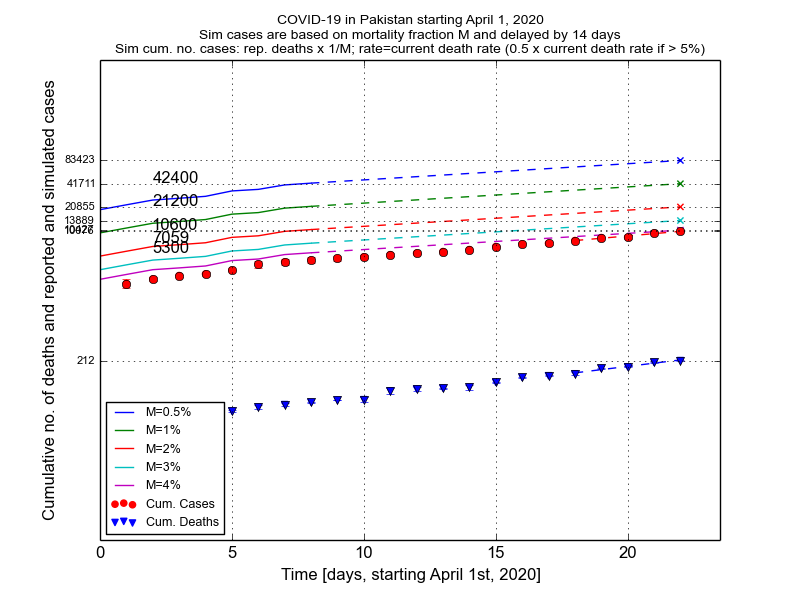 COVID-19 in Pakistan starting April 1, 2020
Sim cases are based on mortality fraction M and delayed by 14 days
Sim cum. no. cases: rep. deaths x 1/M; rate=current death rate (0.5 x current death rate if > 5%)
Cumulative no. of deaths and reported and simulated cases
83423
41711
20855
13889
212
42400
21200
10600
7059
5300
M=0.5%
M=1%
M=2%
M=3%
M=4%
Cum. Cases
Cum. Deaths
0 5 10 15 20
Time [days, starting April 1st, 2020]